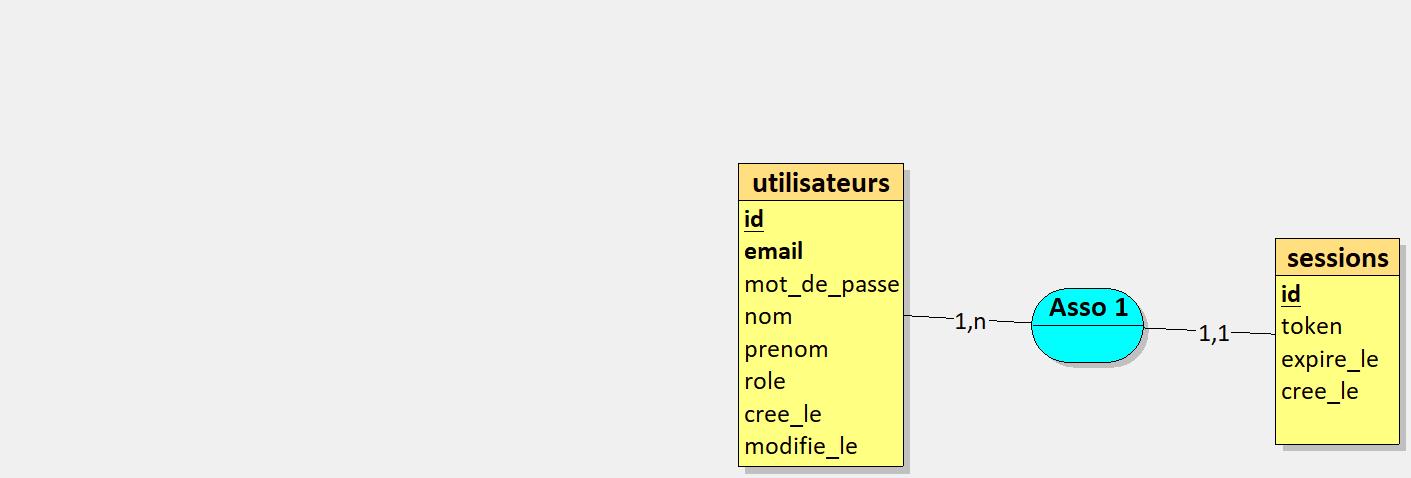 utilisateurs
id
email
mot_de_passe
nom
prenom
role
cree_le
modifie_le
1,n
Asso 1
1,1
sessions
id
token
expire_le
cree_le